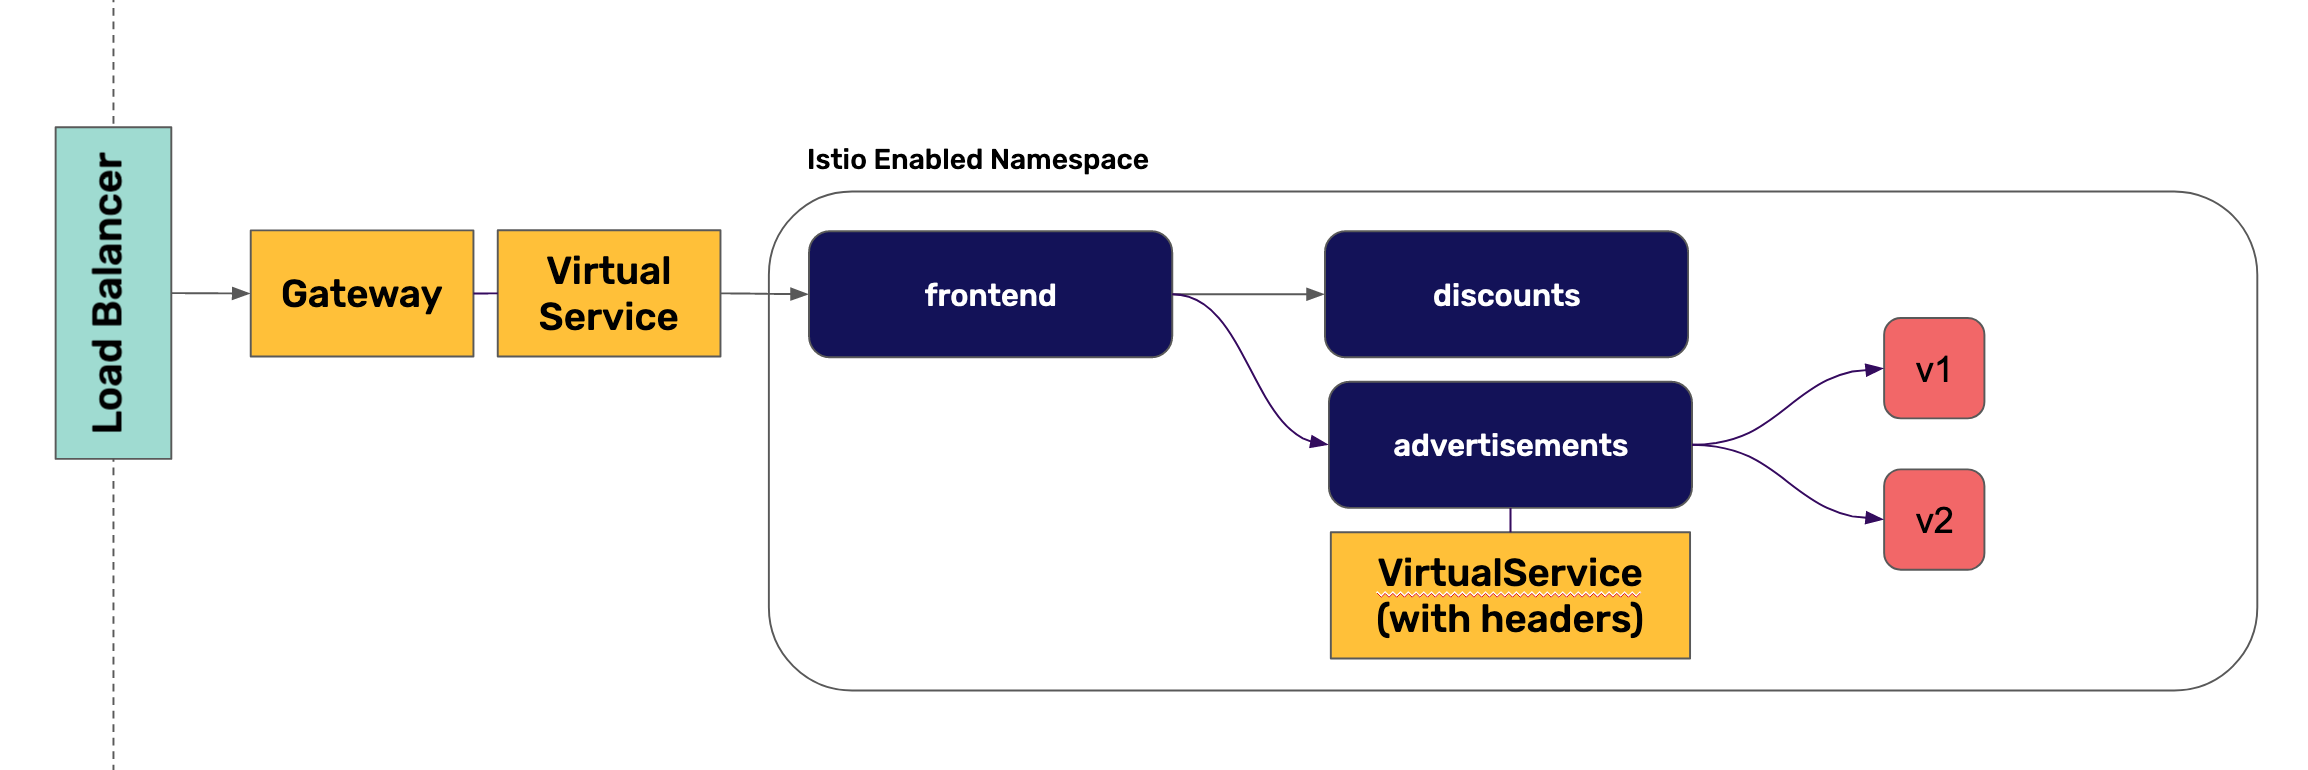 Load Balancer
Gateway
Virtual
Service
Istio Enabled Namespace
frontend
discounts
advertisements
VirtualService
(with headers)
v1
v2